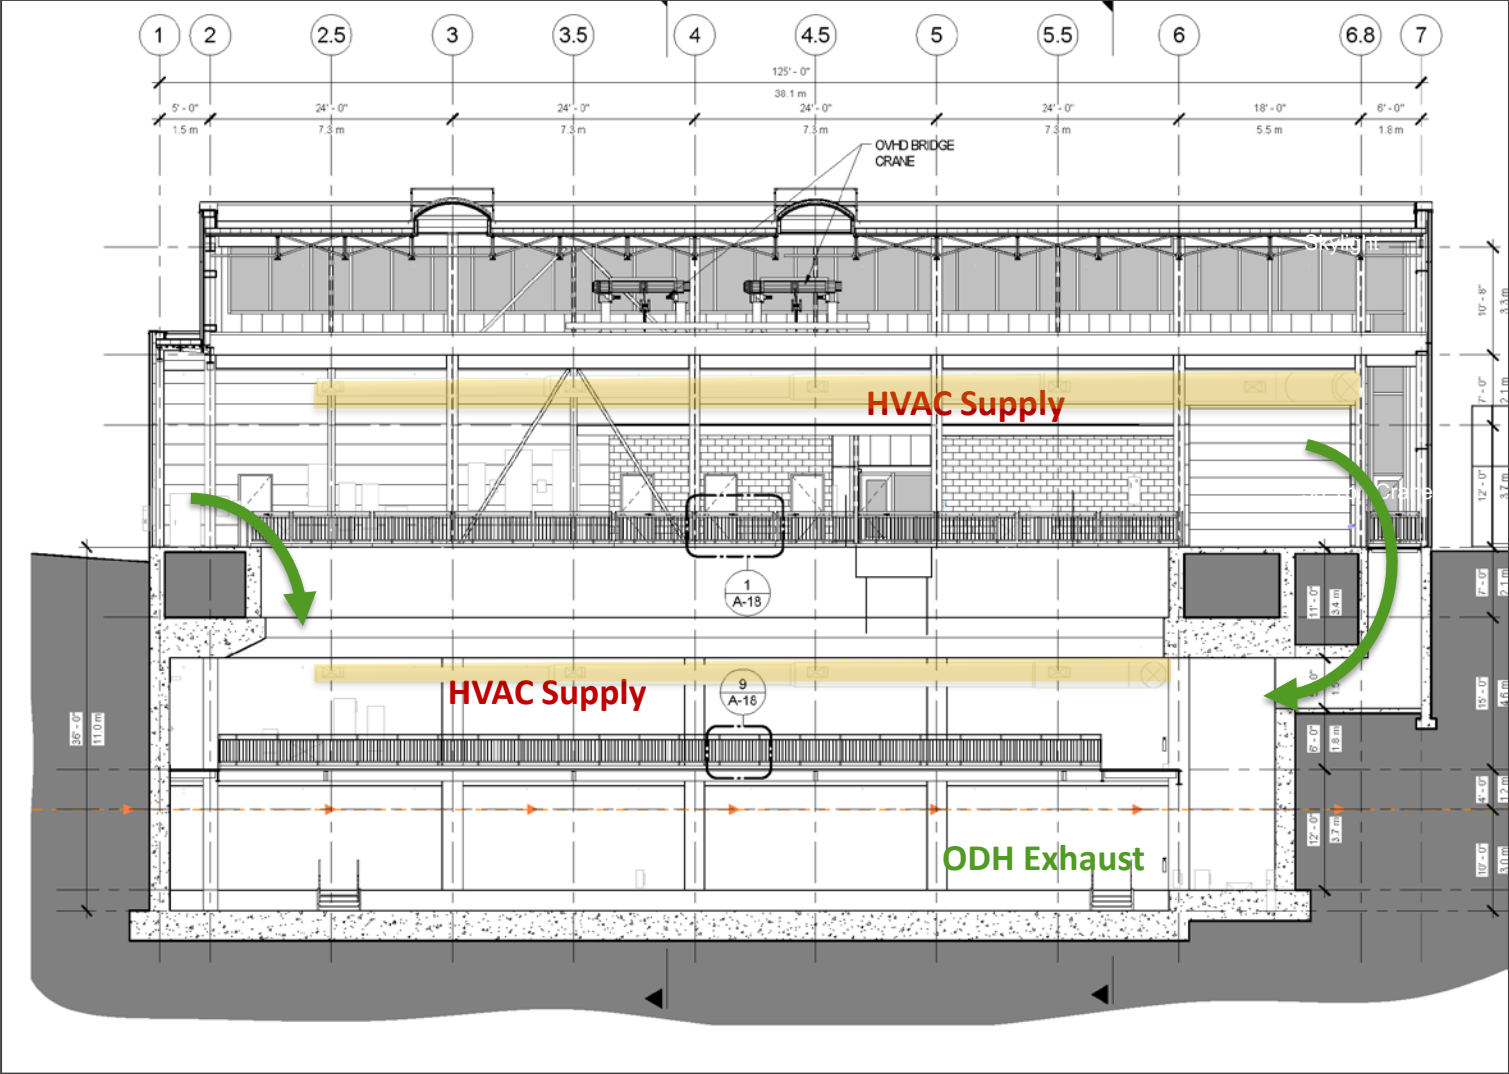 1 2 2.5 3 3.5 4 4.5 5 5.5 6 6.8 7
125' - 0"
38.1 m
5' - 0" 24' - 0" 24' - 0" 24' - 0" 24' - 0" 18' - 0" 6' - 0"
1.5 m 7.3 m 7.3 m 7.3 m 7.3 m 5.5 m 1.8 m
OVHD BRIDGE
CRANE
Skylight
10' - 8"
3.3 m
7' - 0"
2.1 m
HVAC Supply
12' - 0"
3.7 m
Crane
1
A-18
7' - 0"
2.1 m
11' - 0"
3.4 m
HVAC Supply
9
A-18
36' - 0"
11.0 m
15' - 0"
4.6 m
6' - 0"
1.8 m
4' - 0"
1.2 m
12' - 0"
3.7 m
ODH Exhaust
10' - 0"
3.0 m